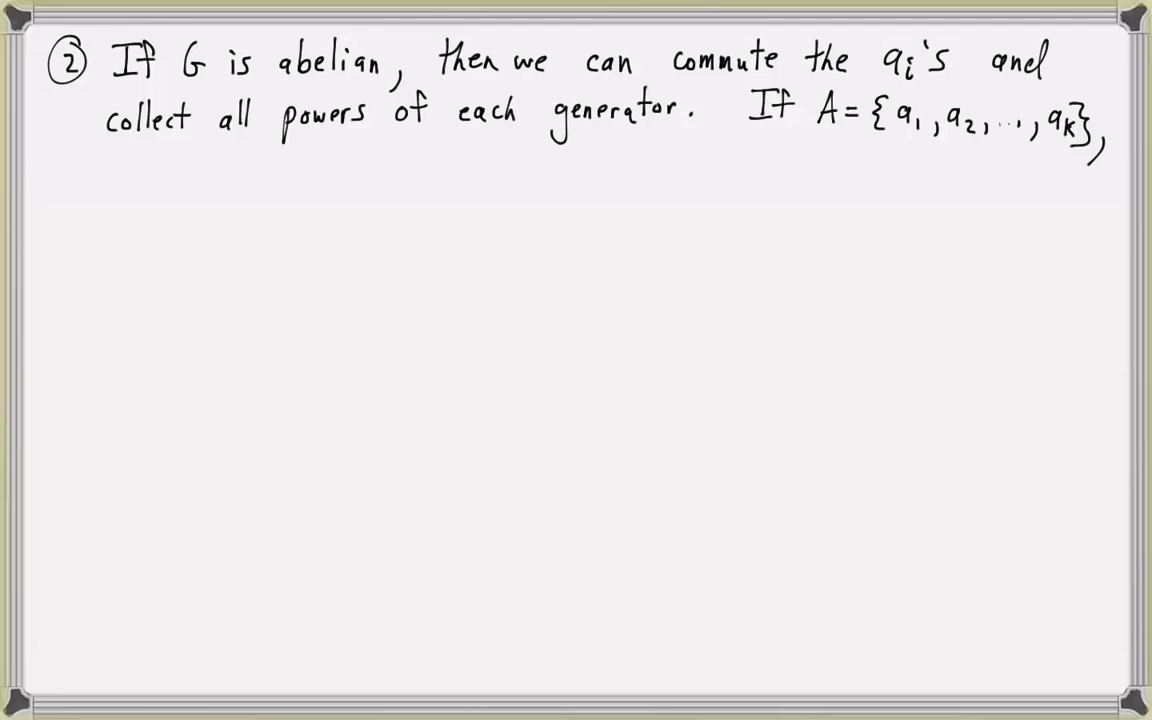 ② If G is abelian, then we can commute the aᵢ's and
collect all powers of each generator. If A = {a₁, a₂, ..., aₖ},